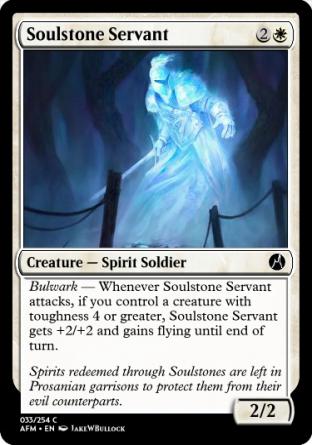 Soulstone Servant 2
Creature — Spirit Soldier
Bulwark — Whenever Soulstone Servant
attacks, if you control a creature with
toughness 4 or greater, Soulstone Servant
gets +2/+2 and gains flying until end of
turn.
Spirits redeemed through Soulstones are left in
Prosanian garrisons to protect them from their
evil counterparts.
033/254 C
AFM • EN JakeWBullock
2/2